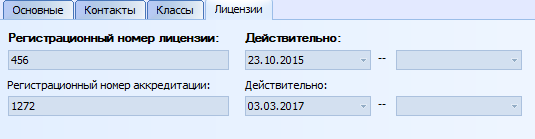 Основные Контакты Классы Лицензии
Регистрационный номер лицензии: Действительно:
456 23.10.2015 --
Регистрационный номер аккредитации: Действительно:
1272 03.03.2017 --